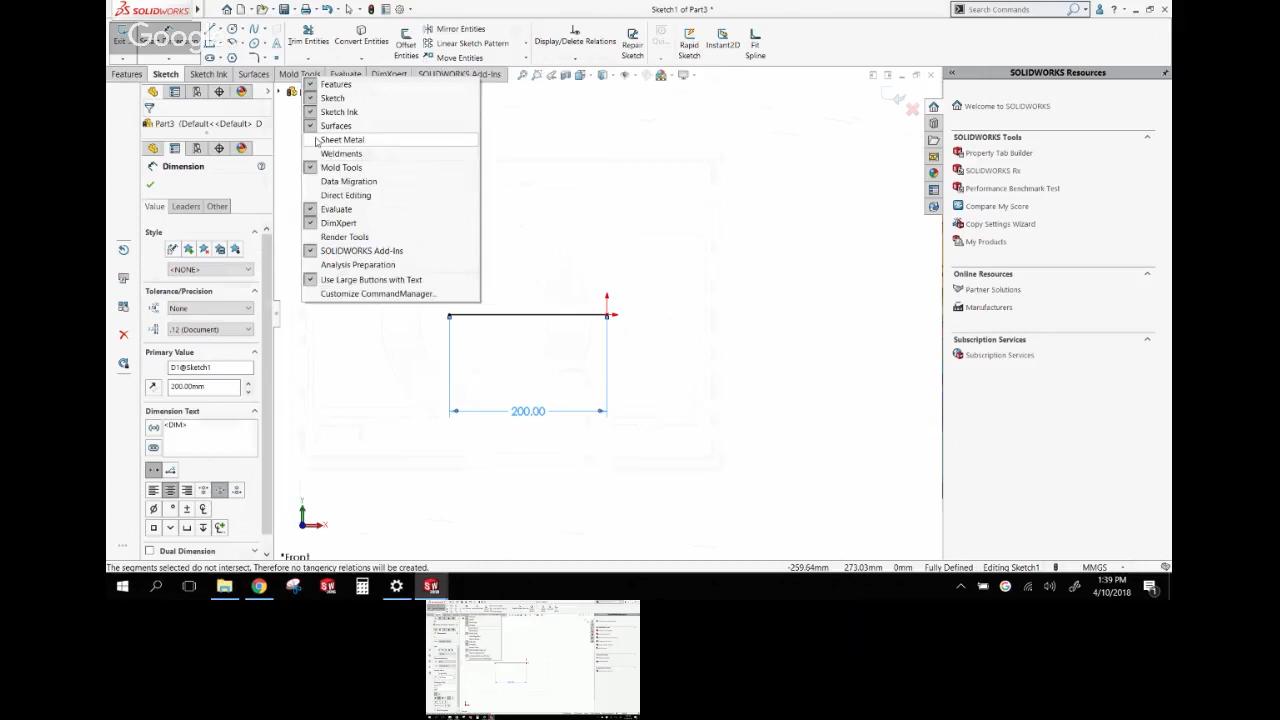 SOLIDWORKS
Sketch1 of Part3 *
Search Commands
Google
Exit
Trim Entities
Convert Entities
Offset Entities
Mirror Entities
Linear Sketch Pattern
Move Entities
Display/Delete Relations
Repair Sketch
Rapid Sketch
Instant2D
Fit Spline
Features
Sketch
Sketch Ink
Surfaces
Mold Tools
Evaluate
DimXpert
SOLIDWORKS Add-Ins
SOLIDWORKS Resources
Features
Sketch
Sketch Ink
Surfaces
Sheet Metal
Weldments
Mold Tools
Data Migration
Direct Editing
Evaluate
DimXpert
Render Tools
SOLIDWORKS Add-Ins
Analysis Preparation
Use Large Buttons with Text
Customize CommandManager...
Part3 (Default<<Default>_D
Dimension
Value
Leaders
Other
Style
<NONE>
Tolerance/Precision
None
.12 (Document)
Primary Value
D1@Sketch1
200.00mm
Dimension Text
<DIM>
Dual Dimension
200.00
Y
X
*Front
Welcome to SOLIDWORKS
SOLIDWORKS Tools
Property Tab Builder
SOLIDWORKS Rx
Performance Benchmark Test
Compare My Score
Copy Settings Wizard
My Products
Online Resources
Partner Solutions
Manufacturers
Subscription Services
Subscription Services
The segments selected do not intersect. Therefore no tangency relations can be created.
-259.64mm
273.03mm
0mm
Fully Defined
Editing Sketch1
MMGS
1:39 PM
4/10/2018